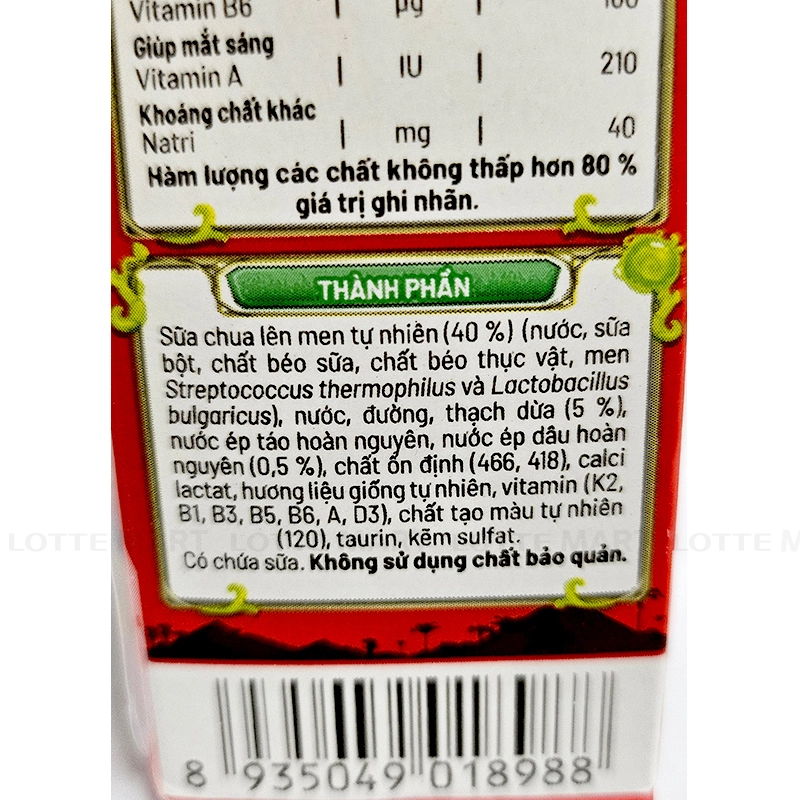 Vitamin B6 | µg | 100
Giúp mắt sáng
Vitamin A | IU | 210
Khoáng chất khác
Natri | mg | 40
Hàm lượng các chất không thấp hơn 80 %
giá trị ghi nhãn.
THÀNH PHẦN
Sữa chua lên men tự nhiên (40 %) (nước, sữa
bột, chất béo sữa, chất béo thực vật, men
Streptococcus thermophilus và Lactobacillus
bulgaricus), nước, đường, thạch dừa (5 %),
nước ép táo hoàn nguyên, nước ép dâu hoàn
nguyên (0,5 %), chất ổn định (466, 418), calci
lactat, hương liệu giống tự nhiên, vitamin (K2,
B1, B3, B5, B6, A, D3), chất tạo màu tự nhiên
(120), taurin, kẽm sulfat.
Có chứa sữa. Không sử dụng chất bảo quản.
LOTTE MART LOTTE MART LOTTE MART LOTTE M
8 935049 018988